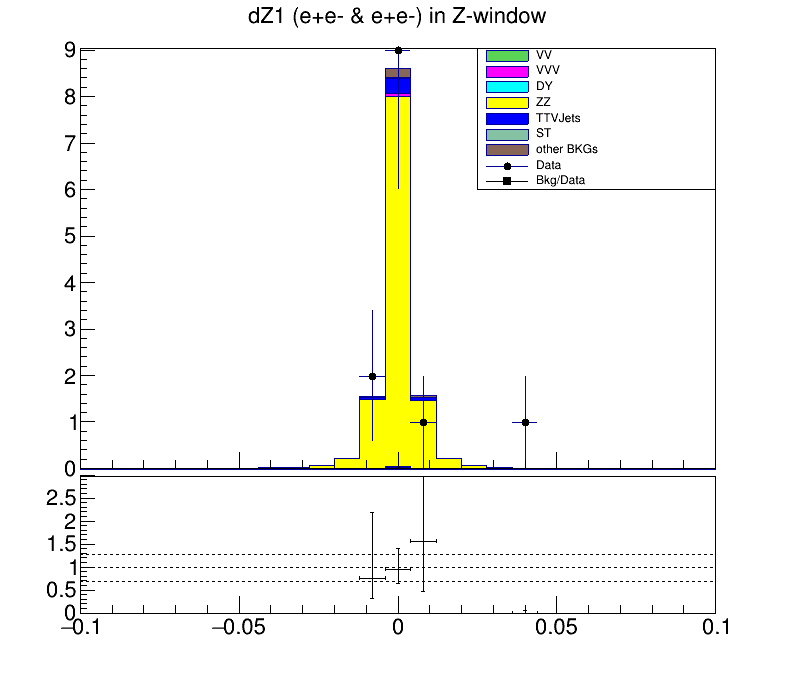 dZ1 (e+e- & e+e-) in Z-window
9
8
7
6
5
4
3
2
1
0
VV
VVV
DY
ZZ
TTVJets
ST
other BKGs
Data
Bkg/Data
2.5
2
1.5
1
0.5
0
−0.1 −0.05 0 0.05 0.1